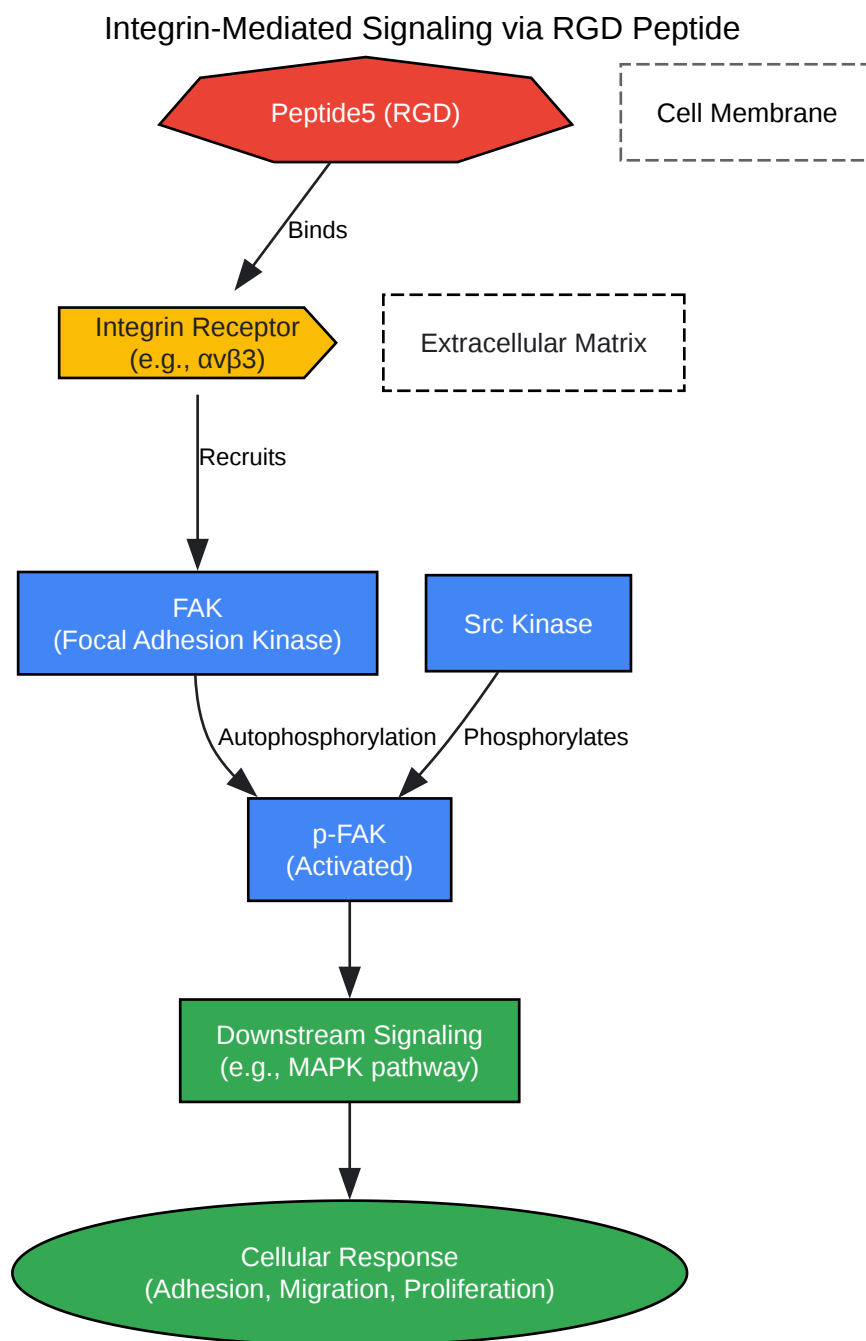 Integrin-Mediated Signaling via RGD Peptide
Peptide5 (RGD)
Cell Membrane
Binds
Integrin Receptor
(e.g., αvβ3)
Extracellular Matrix
Recruits
FAK
(Focal Adhesion Kinase)
Src Kinase
Autophosphorylation
Phosphorylates
p-FAK
(Activated)
Downstream Signaling
(e.g., MAPK pathway)
Cellular Response
(Adhesion, Migration, Proliferation)